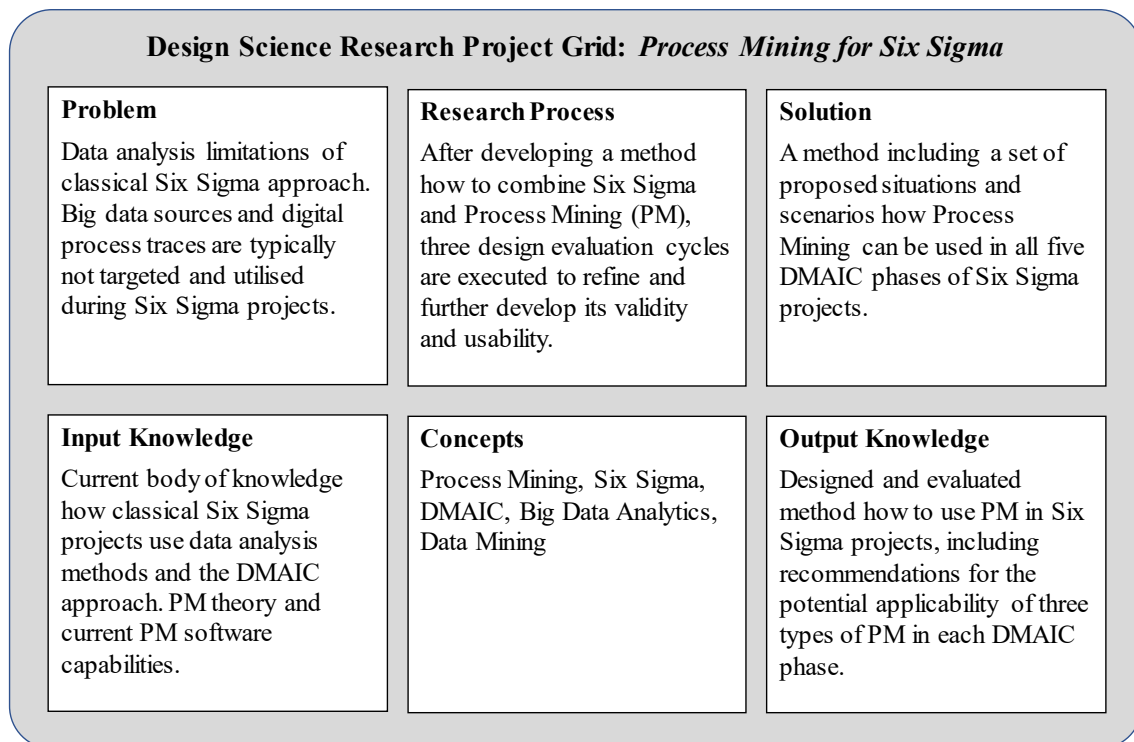 Design Science Research Project Grid: Process Mining for Six Sigma
Problem
Data analysis limitations of
classical Six Sigma approach.
Big data sources and digital
process traces are typically
not targeted and utilised
during Six Sigma projects.
Research Process
After developing a method
how to combine Six Sigma
and Process Mining (PM),
three design evaluation cycles
are executed to refine and
further develop its validity
and usability.
Solution
A method including a set of
proposed situations and
scenarios how Process
Mining can be used in all five
DMAIC phases of Six Sigma
projects.
Input Knowledge
Current body of knowledge
how classical Six Sigma
projects use data analysis
methods and the DMAIC
approach. PM theory and
current PM software
capabilities.
Concepts
Process Mining, Six Sigma,
DMAIC, Big Data Analytics,
Data Mining
Output Knowledge
Designed and evaluated
method how to use PM in Six
Sigma projects, including
recommendations for the
potential applicability of three
types of PM in each DMAIC
phase.